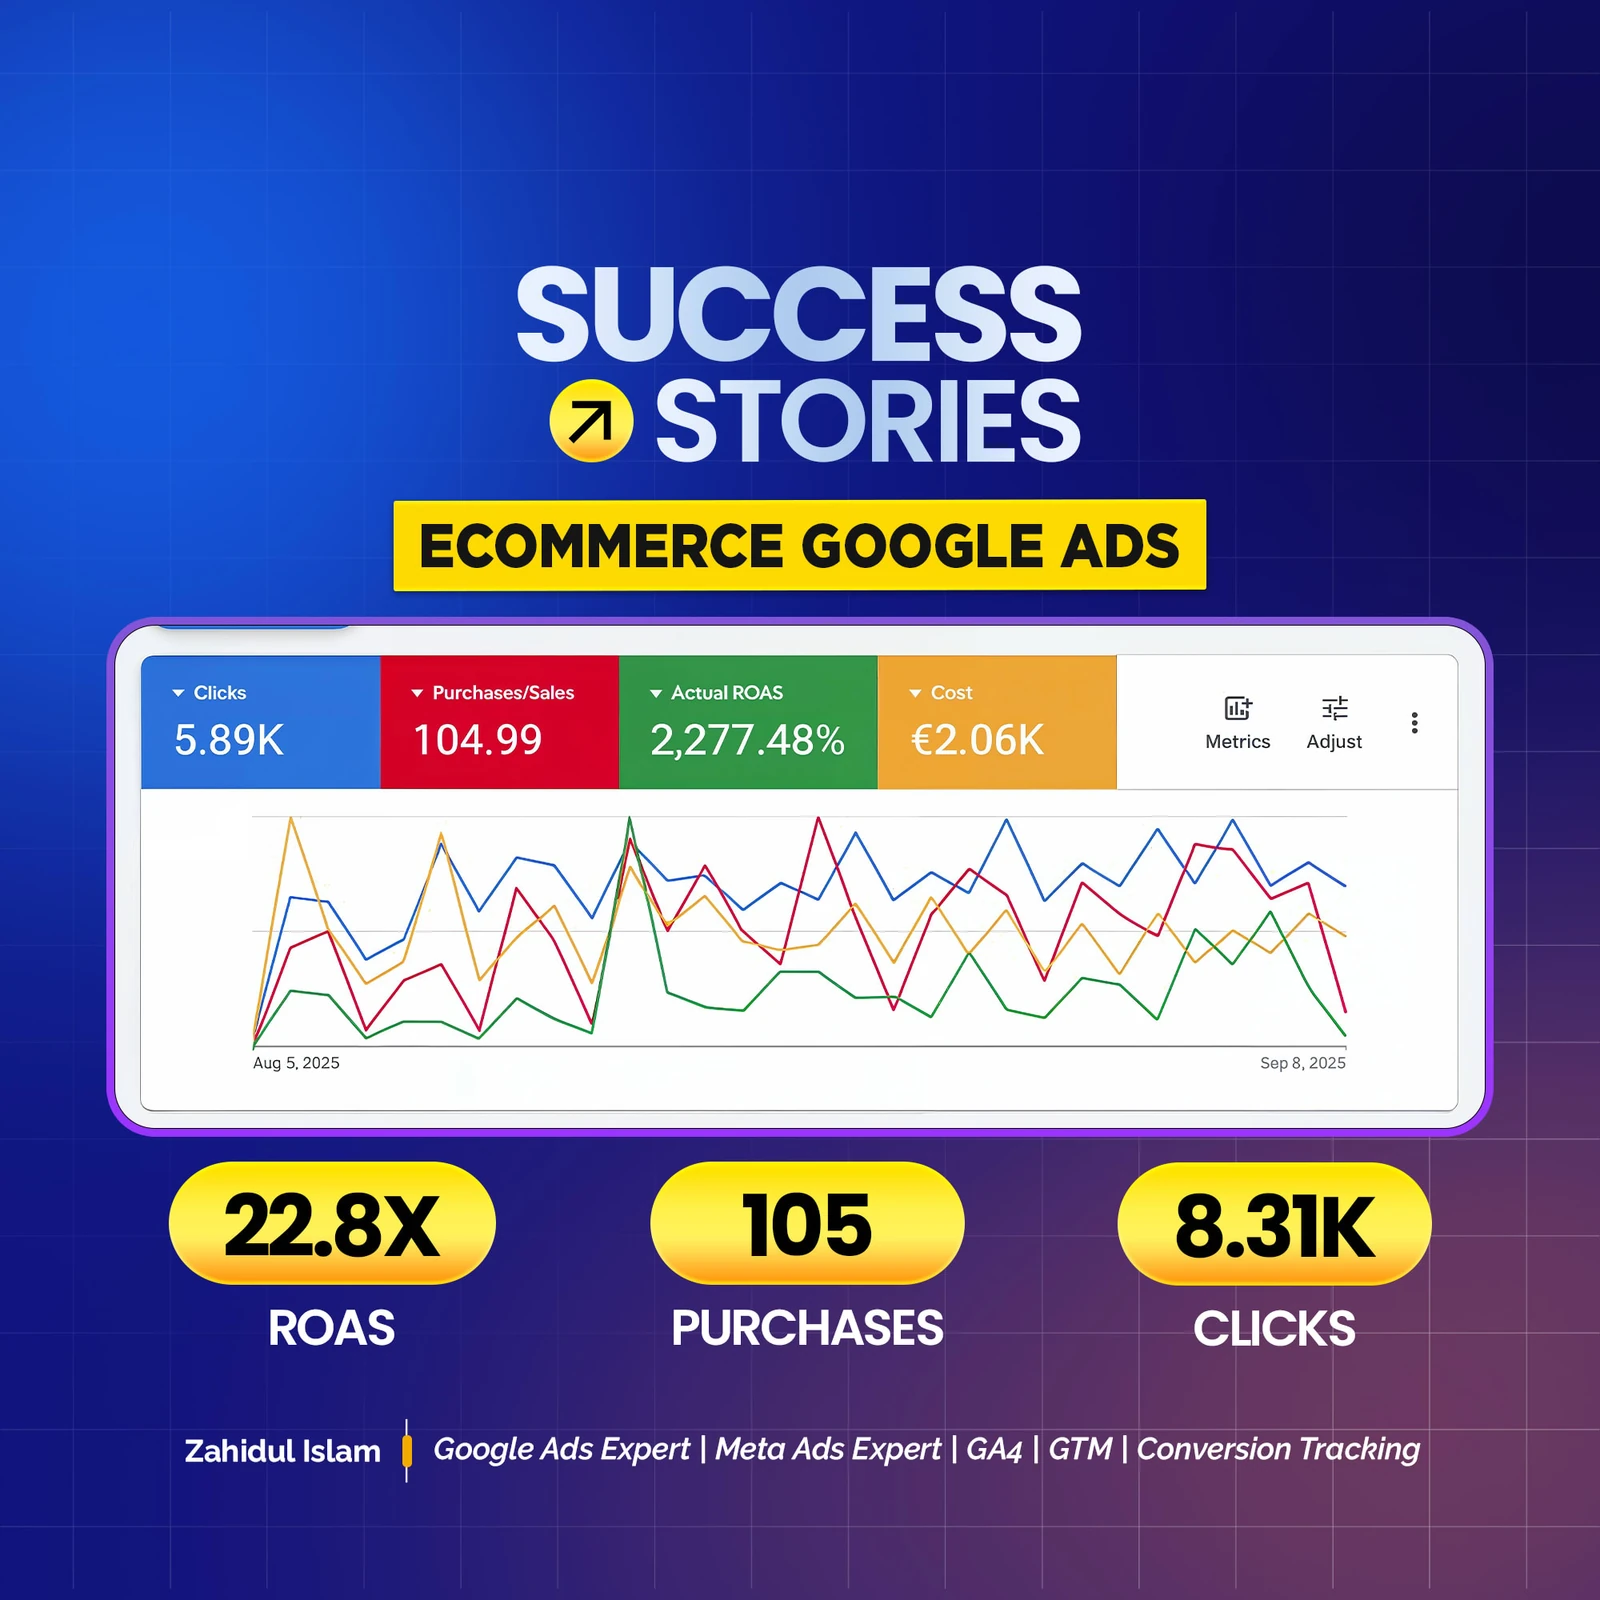 SUCCESS
STORIES
ECOMMERCE GOOGLE ADS
Clicks
5.89K
Purchases/Sales
104.99
Actual ROAS
2,277.48%
Cost
€2.06K
Metrics
Adjust
Aug 5, 2025
Sep 8, 2025
22.8X
ROAS
105
PURCHASES
8.31K
CLICKS
Zahidul Islam
Google Ads Expert | Meta Ads Expert | GA4 | GTM | Conversion Tracking